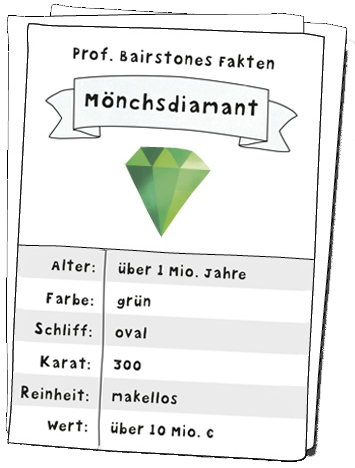 Prof. Bairstones Fakten
Mönchsdiamant
Alter: über 1 Mio. Jahre
Farbe: grün
Schliff: oval
Karat: 300
Reinheit: makellos
Wert: über 10 Mio. €